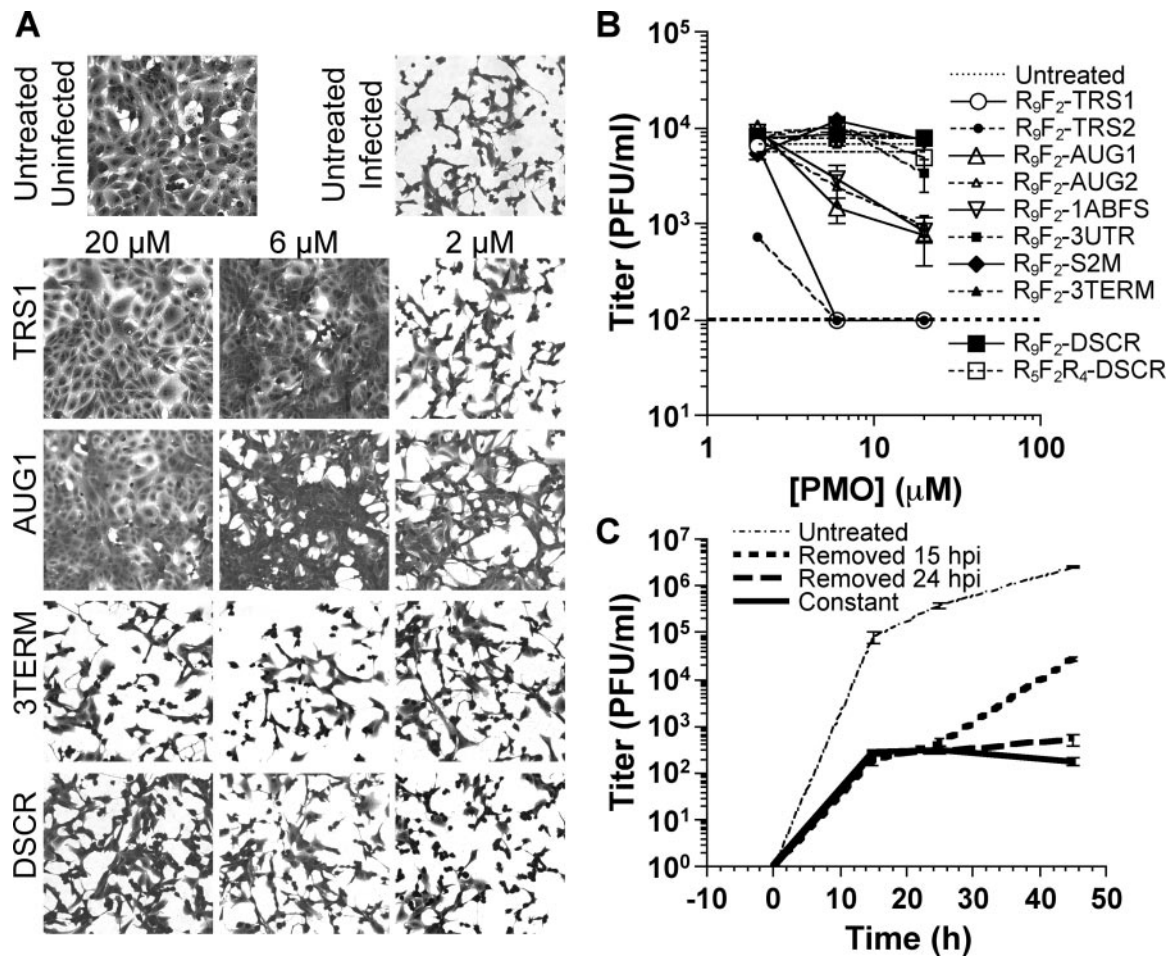 A
Untreated
Uninfected
Untreated
Infected
20 µM
6 µM
2 µM
TRS1
AUG1
3TERM
DSCR
B
Titer (PFU/ml)
10⁵
10⁴
10³
10²
10¹
1
10
100
[PMO] (µM)
Untreated
R₉F₂-TRS1
R₉F₂-TRS2
R₉F₂-AUG1
R₉F₂-AUG2
R₉F₂-1ABFS
R₉F₂-3UTR
R₉F₂-S2M
R₉F₂-3TERM
R₉F₂-DSCR
R₅F₂R₄-DSCR
C
Untreated
Removed 15 hpi
Removed 24 hpi
Constant
Titer (PFU/ml)
10⁷
10⁶
10⁵
10⁴
10³
10²
10¹
10⁰
-10
0
10
20
30
40
50
Time (h)